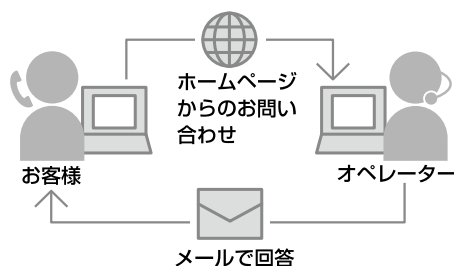 ホームページ
からのお問い
合わせ
お客様
オペレーター
メールで回答